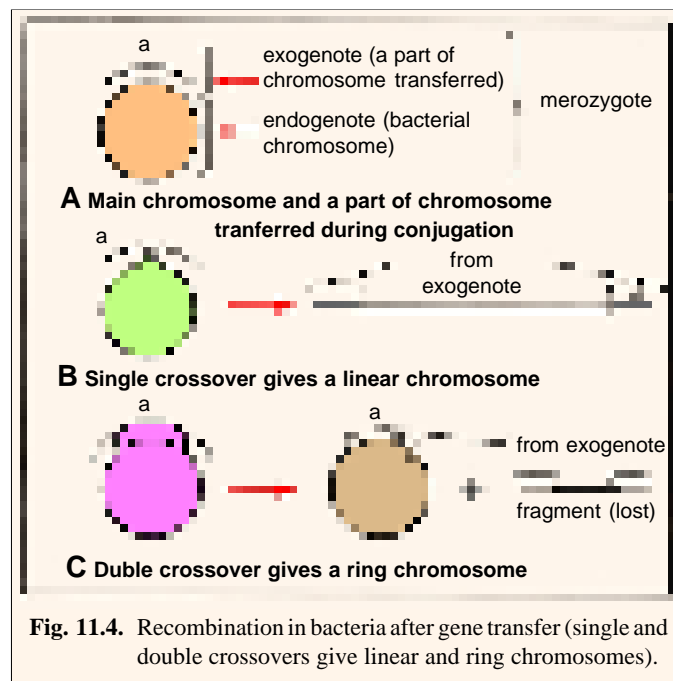 a
exogenote (a part of
chromosome transferred)
endogenote (bacterial
chromosome)
merozygote
A Main chromosome and a part of chromosome
tranferred during conjugation
a
from
exogenote
B Single crossover gives a linear chromosome
a
a
from exogenote
+
fragment (lost)
C Duble crossover gives a ring chromosome
Fig. 11.4. Recombination in bacteria after gene transfer (single and
double crossovers give linear and ring chromosomes).